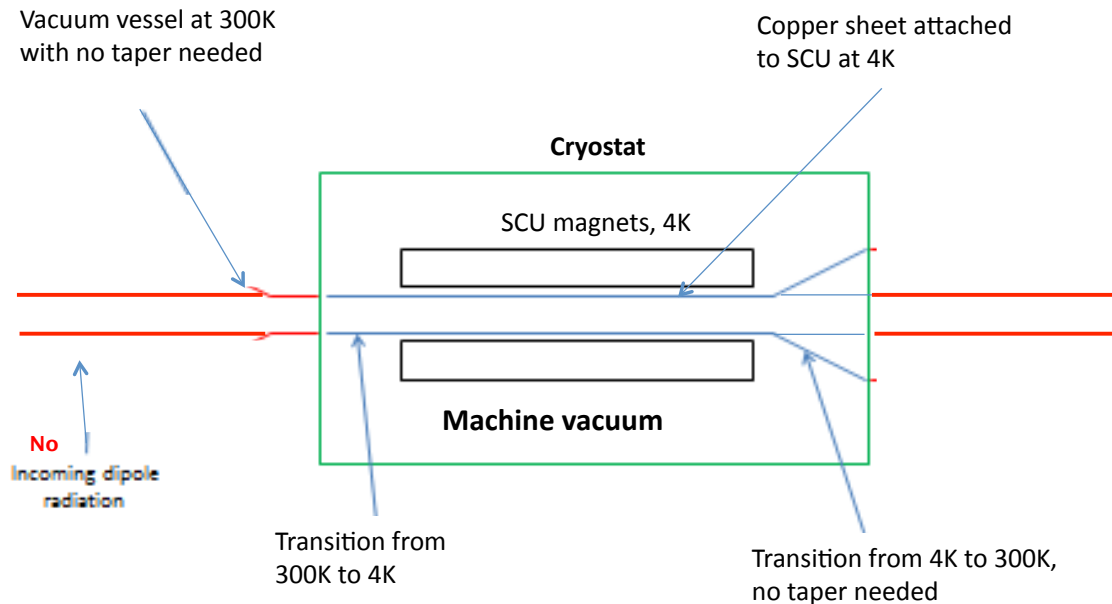 Vacuum vessel at 300K
with no taper needed
Copper sheet attached
to SCU at 4K
Cryostat
SCU magnets, 4K
Machine vacuum
No
Incoming dipole
radiation
Transition from
300K to 4K
Transition from 4K to 300K,
no taper needed